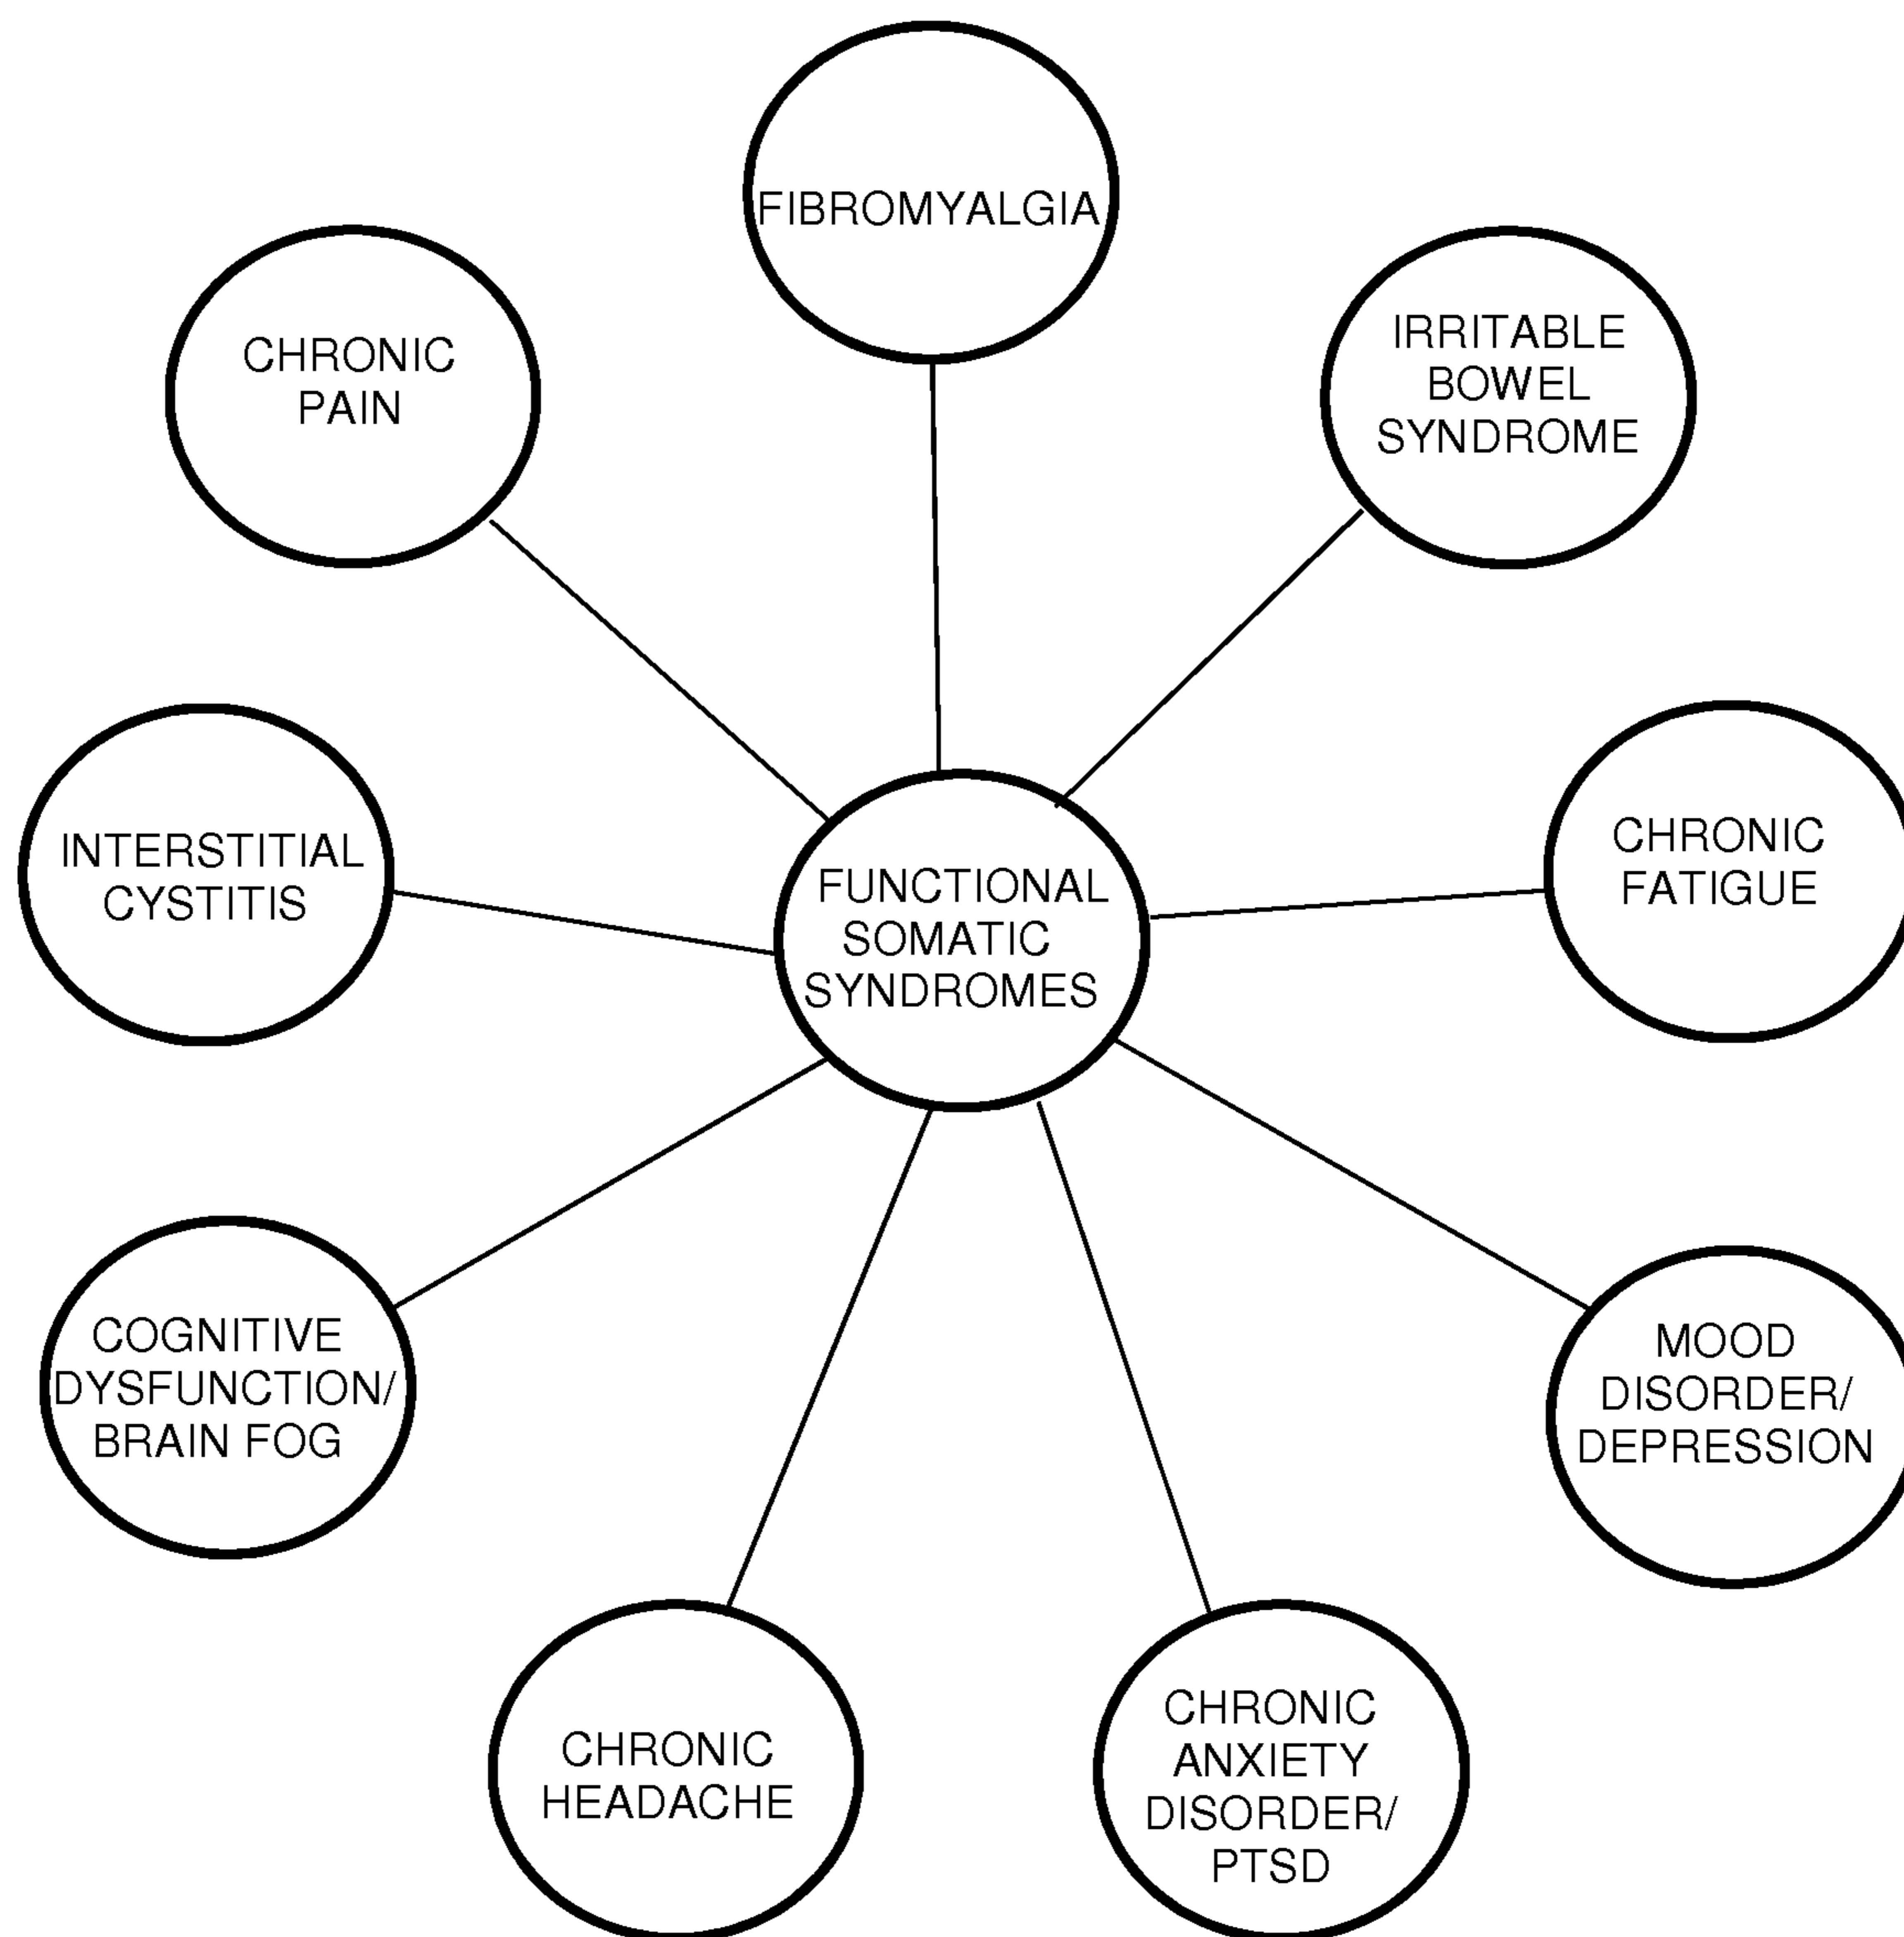 FIBROMYALGIA
CHRONIC
PAIN
IRRITABLE
BOWEL
SYNDROME
INTERSTITIAL
CYSTITIS
FUNCTIONAL
SOMATIC
SYNDROMES
CHRONIC
FATIGUE
COGNITIVE
DYSFUNCTION/
BRAIN FOG
MOOD
DISORDER/
DEPRESSION
CHRONIC
HEADACHE
CHRONIC
ANXIETY
DISORDER/
PTSD